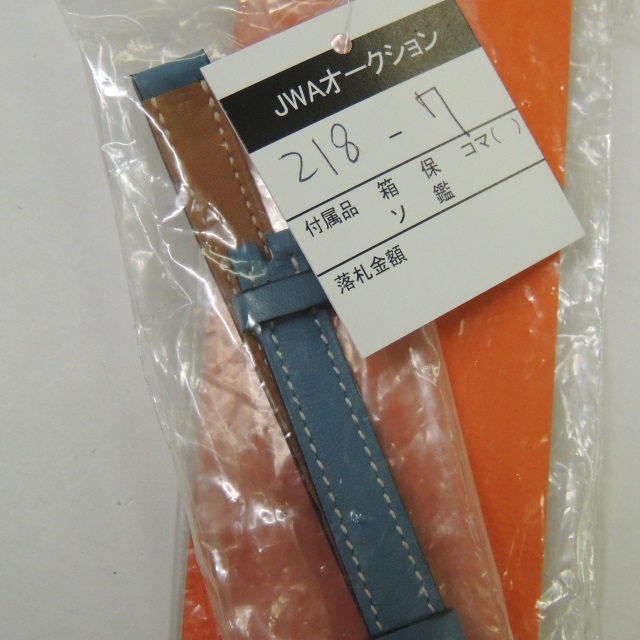 JWAオークション
218 - 7
付属品 箱 保 コマ( )
ソ 鑑
落札金額